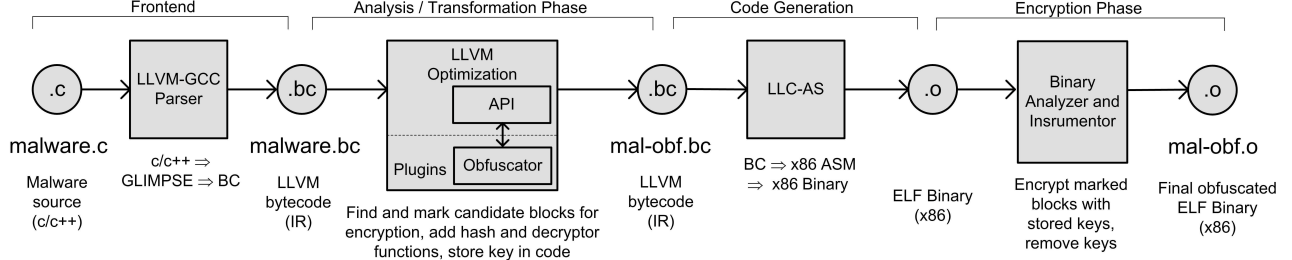 Frontend
Analysis / Transformation Phase
Code Generation
Encryption Phase
.c
LLVM-GCC
Parser
.bc
LLVM
Optimization
API
Plugins
Obfuscator
.bc
LLC-AS
.o
Binary
Analyzer and
Insrumentor
.o
malware.c
c/c++ ⇒
GLIMPSE ⇒ BC
malware.bc
mal-obf.bc
BC ⇒ x86 ASM
⇒ x86 Binary
mal-obf.o
Malware
source
(c/c++)
LLVM
bytecode
(IR)
Find and mark candidate blocks for
encryption, add hash and decryptor
functions, store key in code
LLVM
bytecode
(IR)
ELF Binary
(x86)
Encrypt marked
blocks with
stored keys,
remove keys
Final obfuscated
ELF Binary
(x86)